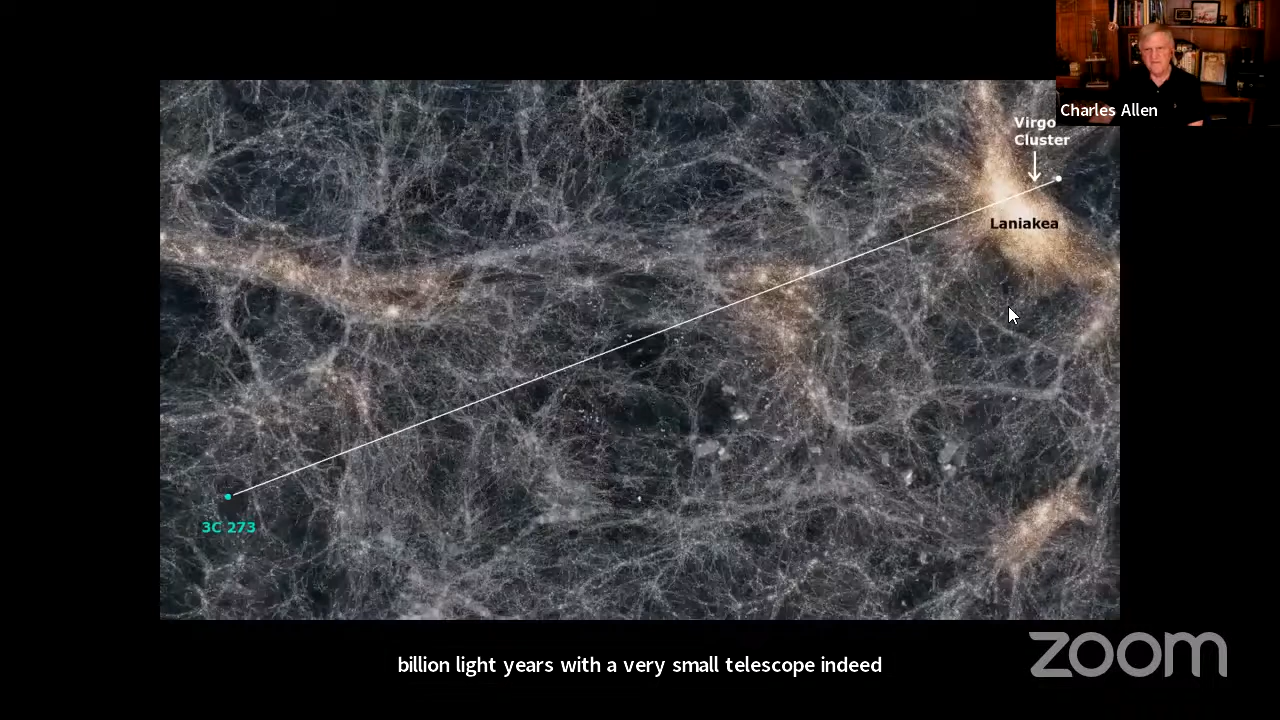 Charles Allen
Virgo
Cluster
Laniakea
3C 273
billion light years with a very small telescope indeed
zoom